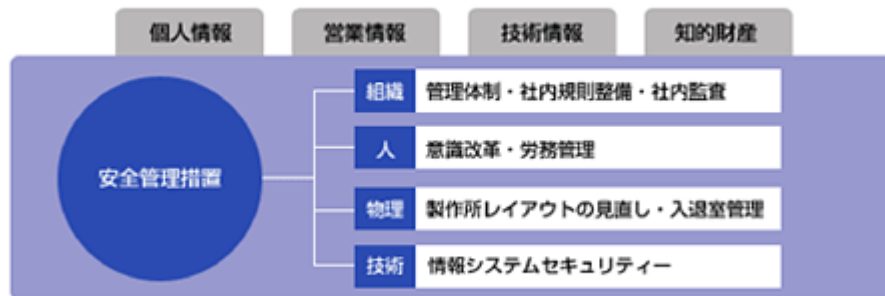 個人情報
営業情報
技術情報
知的財産
安全管理措置
組織 管理体制・社内規則整備・社内監査
人 意識改革・労務管理
物理 製作所レイアウトの見直し・入退室管理
技術 情報システムセキュリティー